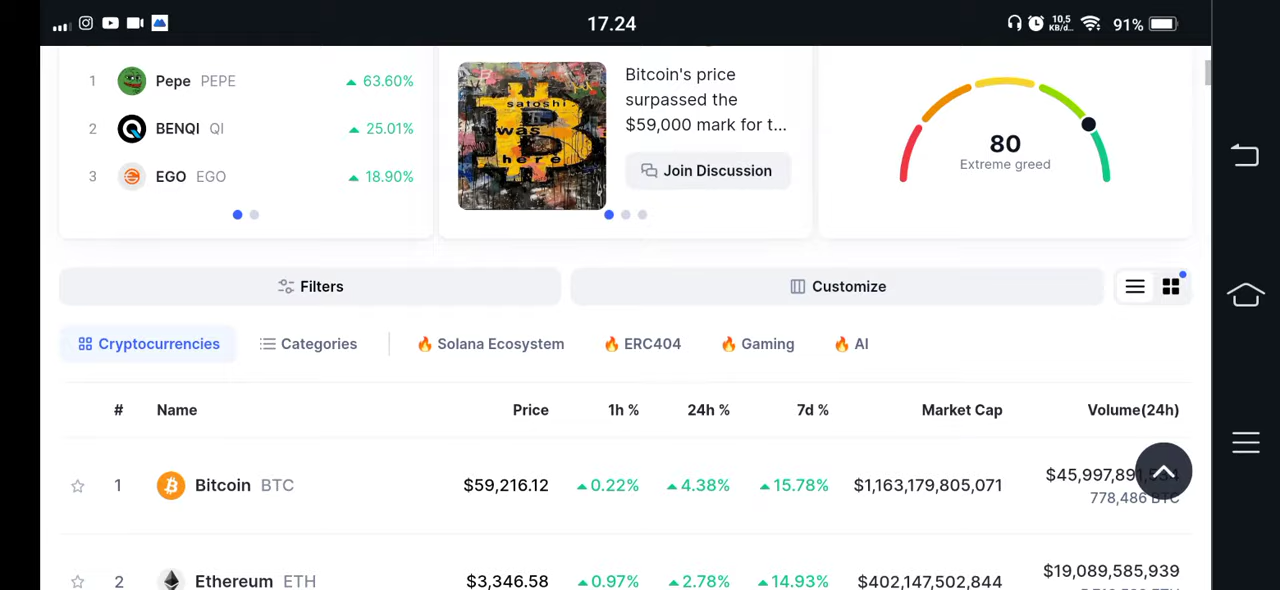 17.24
10,5
KB/d...
91%
1 Pepe PEPE 63.60%
2 BENQI QI 25.01%
3 EGO EGO 18.90%
satoshi
was
here
Bitcoin's price
surpassed the
$59,000 mark for t...
Join Discussion
80
Extreme greed
Filters
Customize
Cryptocurrencies Categories Solana Ecosystem ERC404 Gaming AI
# Name Price 1h % 24h % 7d % Market Cap Volume(24h)
1 Bitcoin BTC $59,216.12 0.22% 4.38% 15.78% $1,163,179,805,071
778,486 BTC
2 Ethereum ETH $3,346.58 0.97% 2.78% 14.93% $402,147,502,844 $19,089,585,939